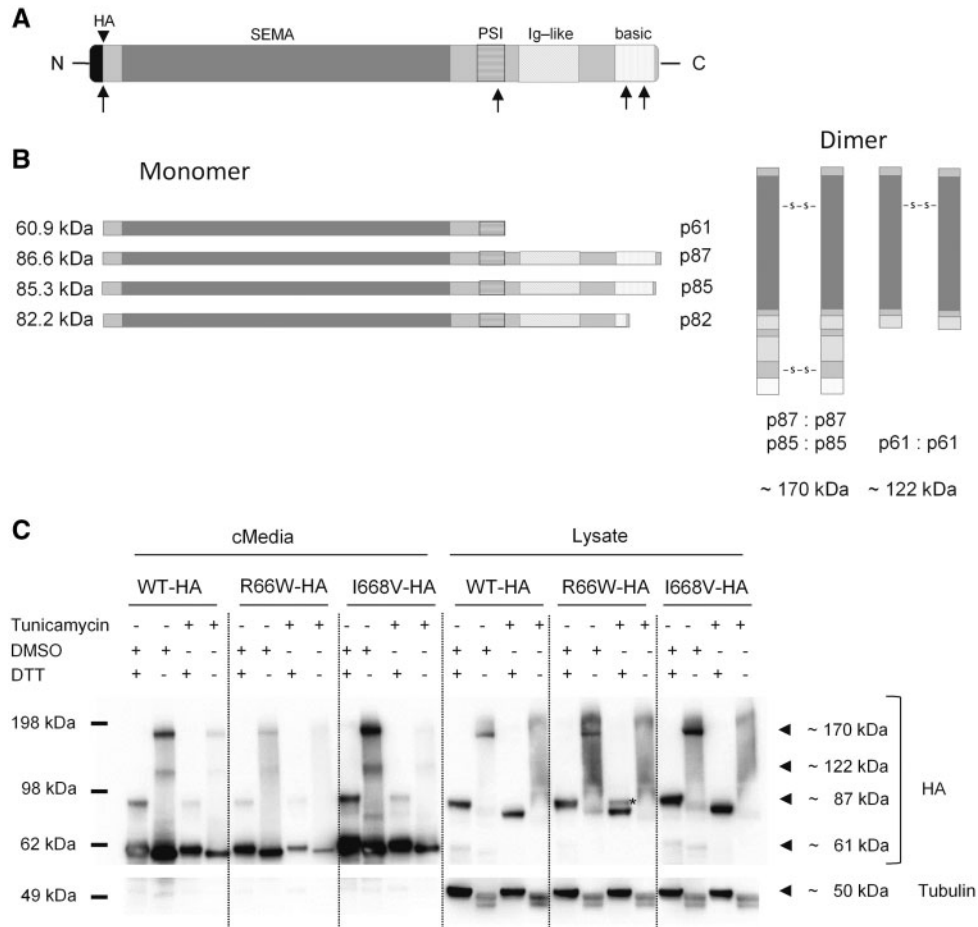 A
HA
SEMA
PSI
Ig-like
basic
N
C
B
Monomer
Dimer
60.9 kDa
p61
86.6 kDa
p87
85.3 kDa
p85
82.2 kDa
p82
-s-s-
-s-s-
-s-s-
p87 : p87
p85 : p85
p61 : p61
~ 170 kDa
~ 122 kDa
C
cMedia
Lysate
WT-HA
R66W-HA
I668V-HA
WT-HA
R66W-HA
I668V-HA
Tunicamycin - - + + - - + + - - + + - - + + - - + + - - + +
DMSO + + - - + + - - + + - - + + - - + + - - + + - -
DTT + - + - + - + - + - + - + - + - + - + - + - + -
198 kDa
98 kDa
62 kDa
49 kDa
*
~ 170 kDa
~ 122 kDa
~ 87 kDa
~ 61 kDa
HA
~ 50 kDa
Tubulin